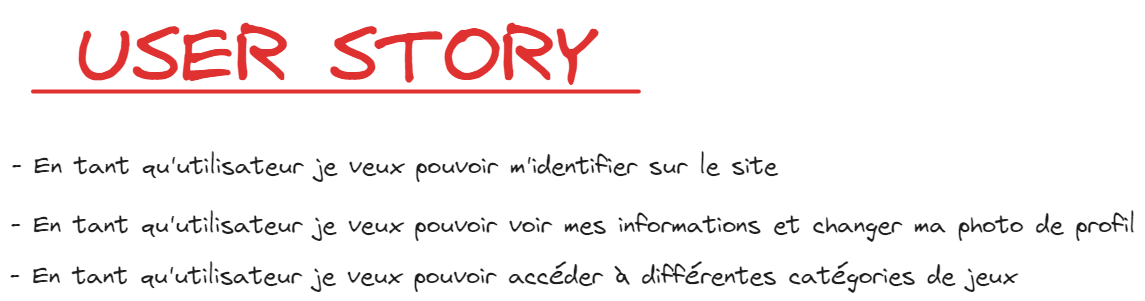 USER STORY
- En tant qu'utilisateur je veux pouvoir m'identifier sur le site
- En tant qu'utilisateur je veux pouvoir voir mes informations et changer ma photo de profil
- En tant qu'utilisateur je veux pouvoir accéder à différentes catégories de jeux